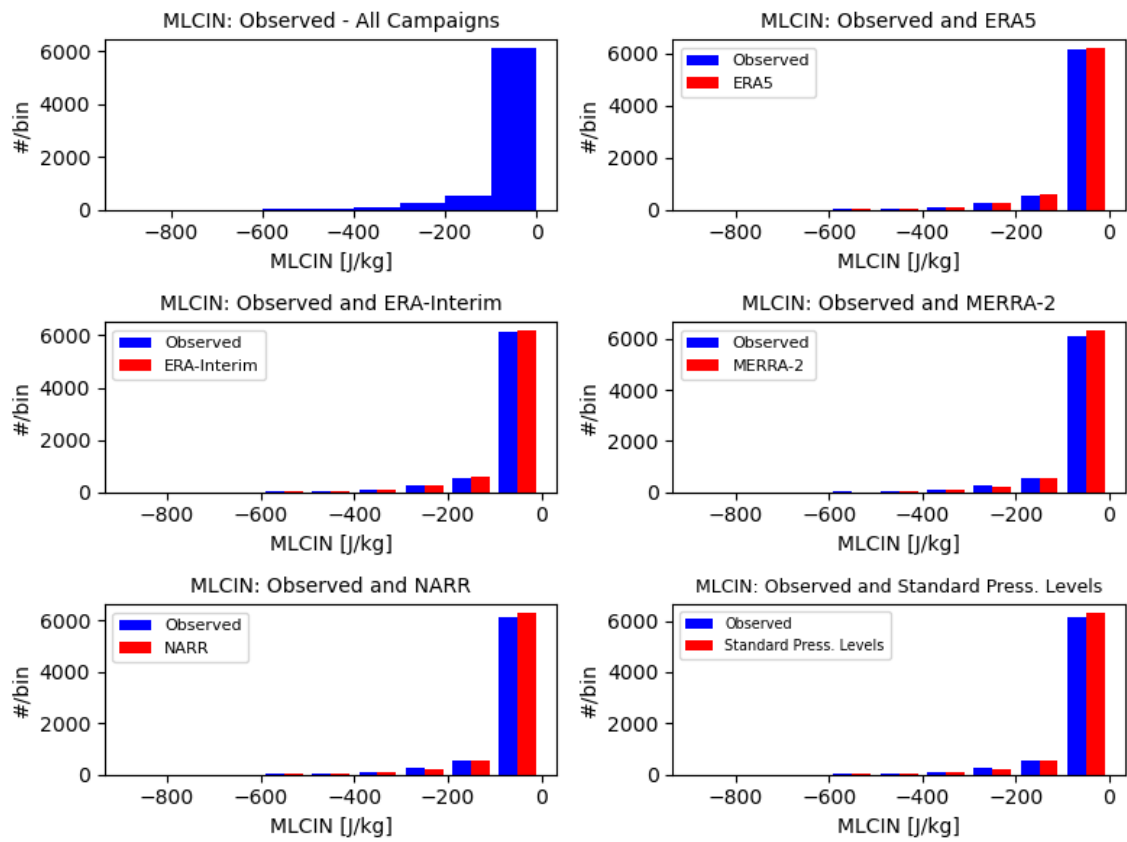 MLCIN: Observed - All Campaigns
#/bin
6000
4000
2000
0
−800
−600
−400
−200
0
MLCIN [J/kg]
MLCIN: Observed and ERA5
Observed
ERA5
#/bin
6000
4000
2000
0
−800
−600
−400
−200
0
MLCIN [J/kg]
MLCIN: Observed and ERA-Interim
Observed
ERA-Interim
#/bin
6000
4000
2000
0
−800
−600
−400
−200
0
MLCIN [J/kg]
MLCIN: Observed and MERRA-2
Observed
MERRA-2
#/bin
6000
4000
2000
0
−800
−600
−400
−200
0
MLCIN [J/kg]
MLCIN: Observed and NARR
Observed
NARR
#/bin
6000
4000
2000
0
−800
−600
−400
−200
0
MLCIN [J/kg]
MLCIN: Observed and Standard Press. Levels
Observed
Standard Press. Levels
#/bin
6000
4000
2000
0
−800
−600
−400
−200
0
MLCIN [J/kg]